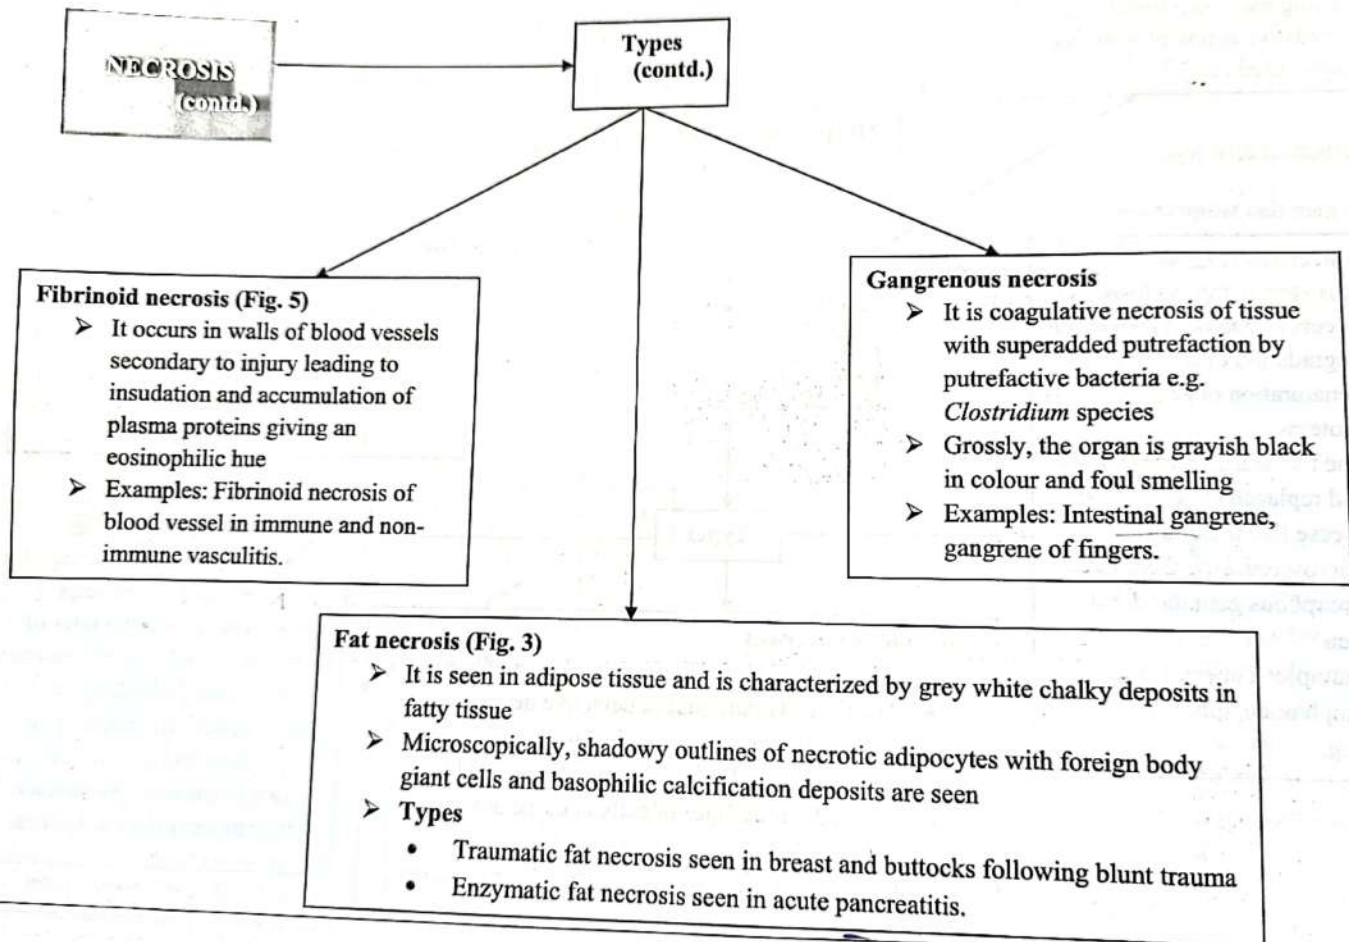 NECROSIS
(contd.)
Types
(contd.)
Fibrinoid necrosis (Fig. 5)
➢ It occurs in walls of blood vessels
secondary to injury leading to
insudation and accumulation of
plasma proteins giving an
eosinophilic hue
➢ Examples: Fibrinoid necrosis of
blood vessel in immune and non-
immune vasculitis.
Gangrenous necrosis
➢ It is coagulative necrosis of tissue
with superadded putrefaction by
putrefactive bacteria e.g.
Clostridium species
➢ Grossly, the organ is grayish black
in colour and foul smelling
➢ Examples: Intestinal gangrene,
gangrene of fingers.
Fat necrosis (Fig. 3)
➢ It is seen in adipose tissue and is characterized by grey white chalky deposits in
fatty tissue
➢ Microscopically, shadowy outlines of necrotic adipocytes with foreign body
giant cells and basophilic calcification deposits are seen
➢ Types
• Traumatic fat necrosis seen in breast and buttocks following blunt trauma
• Enzymatic fat necrosis seen in acute pancreatitis.